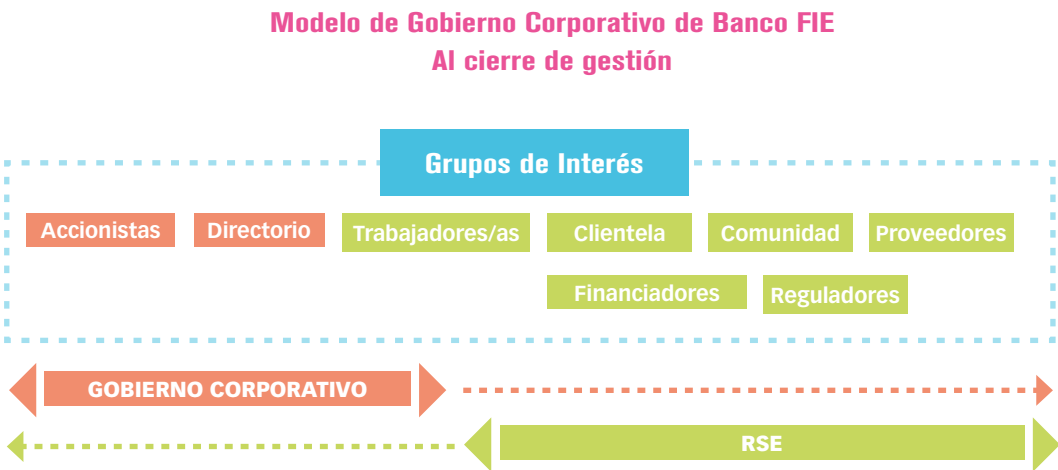 Modelo de Gobierno Corporativo de Banco FIE
Al cierre de gestión
Grupos de Interés
Accionistas
Directorio
Trabajadores/as
Clientela
Comunidad
Proveedores
Financiadores
Reguladores
GOBIERNO CORPORATIVO
RSE